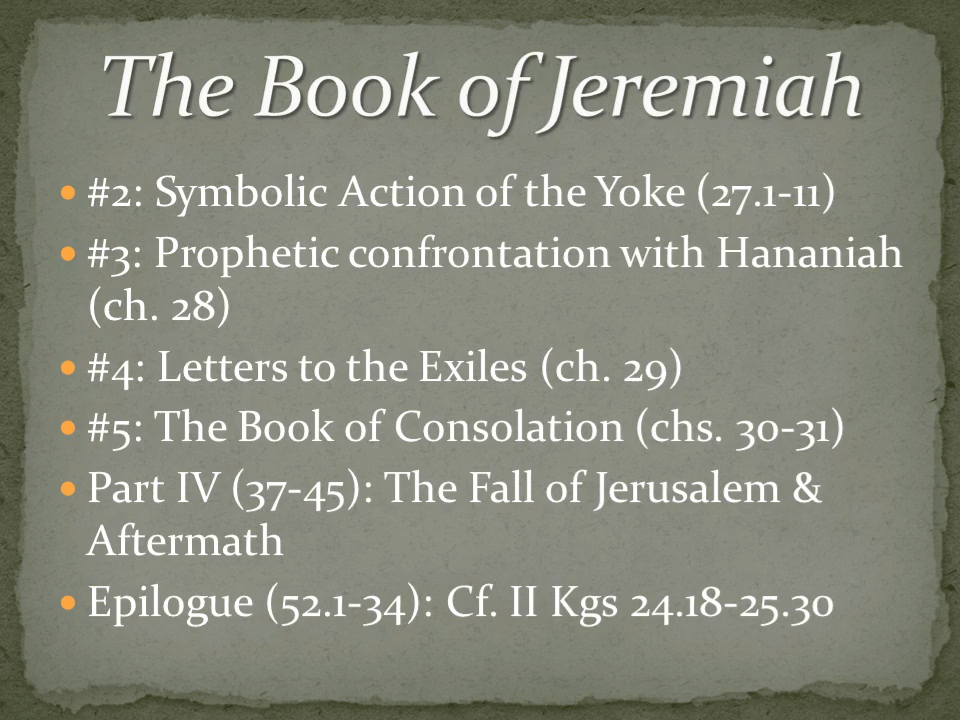 The Book of Jeremiah
• #2: Symbolic Action of the Yoke (27.1-11)
• #3: Prophetic confrontation with Hananiah
(ch. 28)
• #4: Letters to the Exiles (ch. 29)
• #5: The Book of Consolation (chs. 30-31)
• Part IV (37-45): The Fall of Jerusalem &
Aftermath
• Epilogue (52.1-34): Cf. II Kgs 24.18-25.30